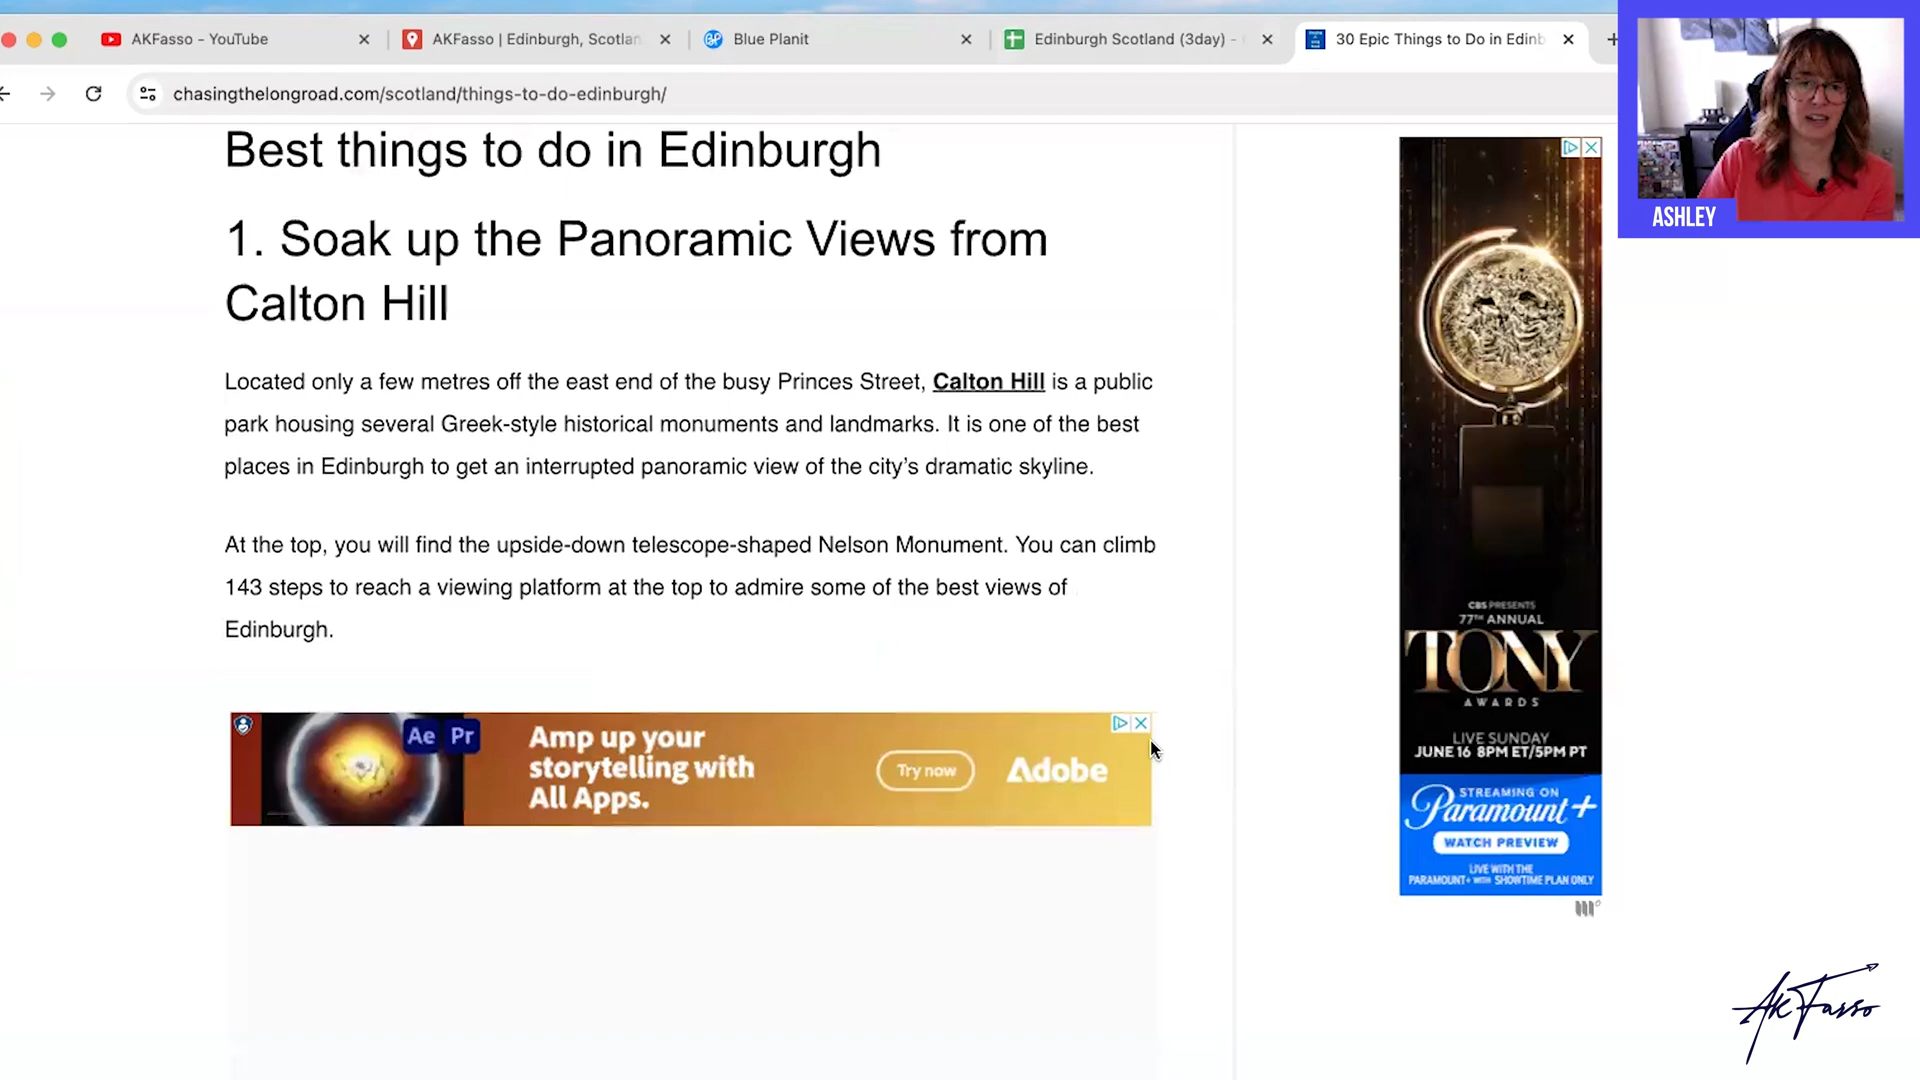 AKFasso - YouTube
AKFasso | Edinburgh, Scotlan
Blue Planit
Edinburgh Scotland (3day) -
30 Epic Things to Do in Edinb
chasingthelongroad.com/scotland/things-to-do-edinburgh/
ASHLEY
Best things to do in Edinburgh
1. Soak up the Panoramic Views from
Calton Hill
Located only a few metres off the east end of the busy Princes Street, Calton Hill is a public
park housing several Greek-style historical monuments and landmarks. It is one of the best
places in Edinburgh to get an interrupted panoramic view of the city’s dramatic skyline.
At the top, you will find the upside-down telescope-shaped Nelson Monument. You can climb
143 steps to reach a viewing platform at the top to admire some of the best views of
Edinburgh.
Ae Pr
Amp up your
storytelling with
All Apps.
Try now
Adobe
CBS PRESENTS
77TH ANNUAL
TONY
AWARDS
LIVE SUNDAY
JUNE 16 8PM ET/5PM PT
STREAMING ON
Paramount+
WATCH PREVIEW
LIVE WITH THE
PARAMOUNT+ WITH SHOWTIME PLAN ONLY
AkFasso